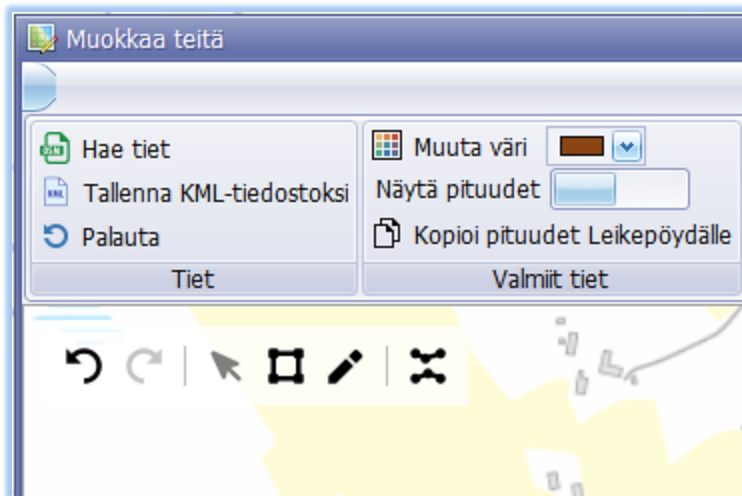 Muokkaa teitä
Hae tiet
Tallenna KML-tiedostoksi
Palauta
Tiet
Muuta väri
Näytä pituudet
Kopioi pituudet Leikepöydälle
Valmiit tiet